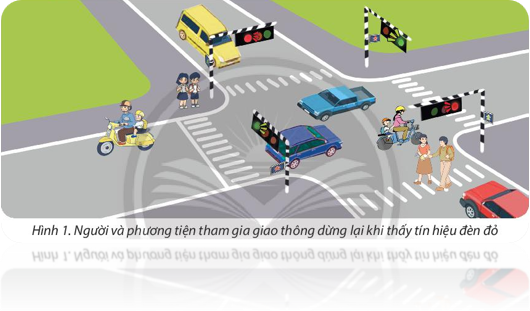 Hình 1. Người và phương tiện tham gia giao thông dừng lại khi thấy tín hiệu đèn đỏ